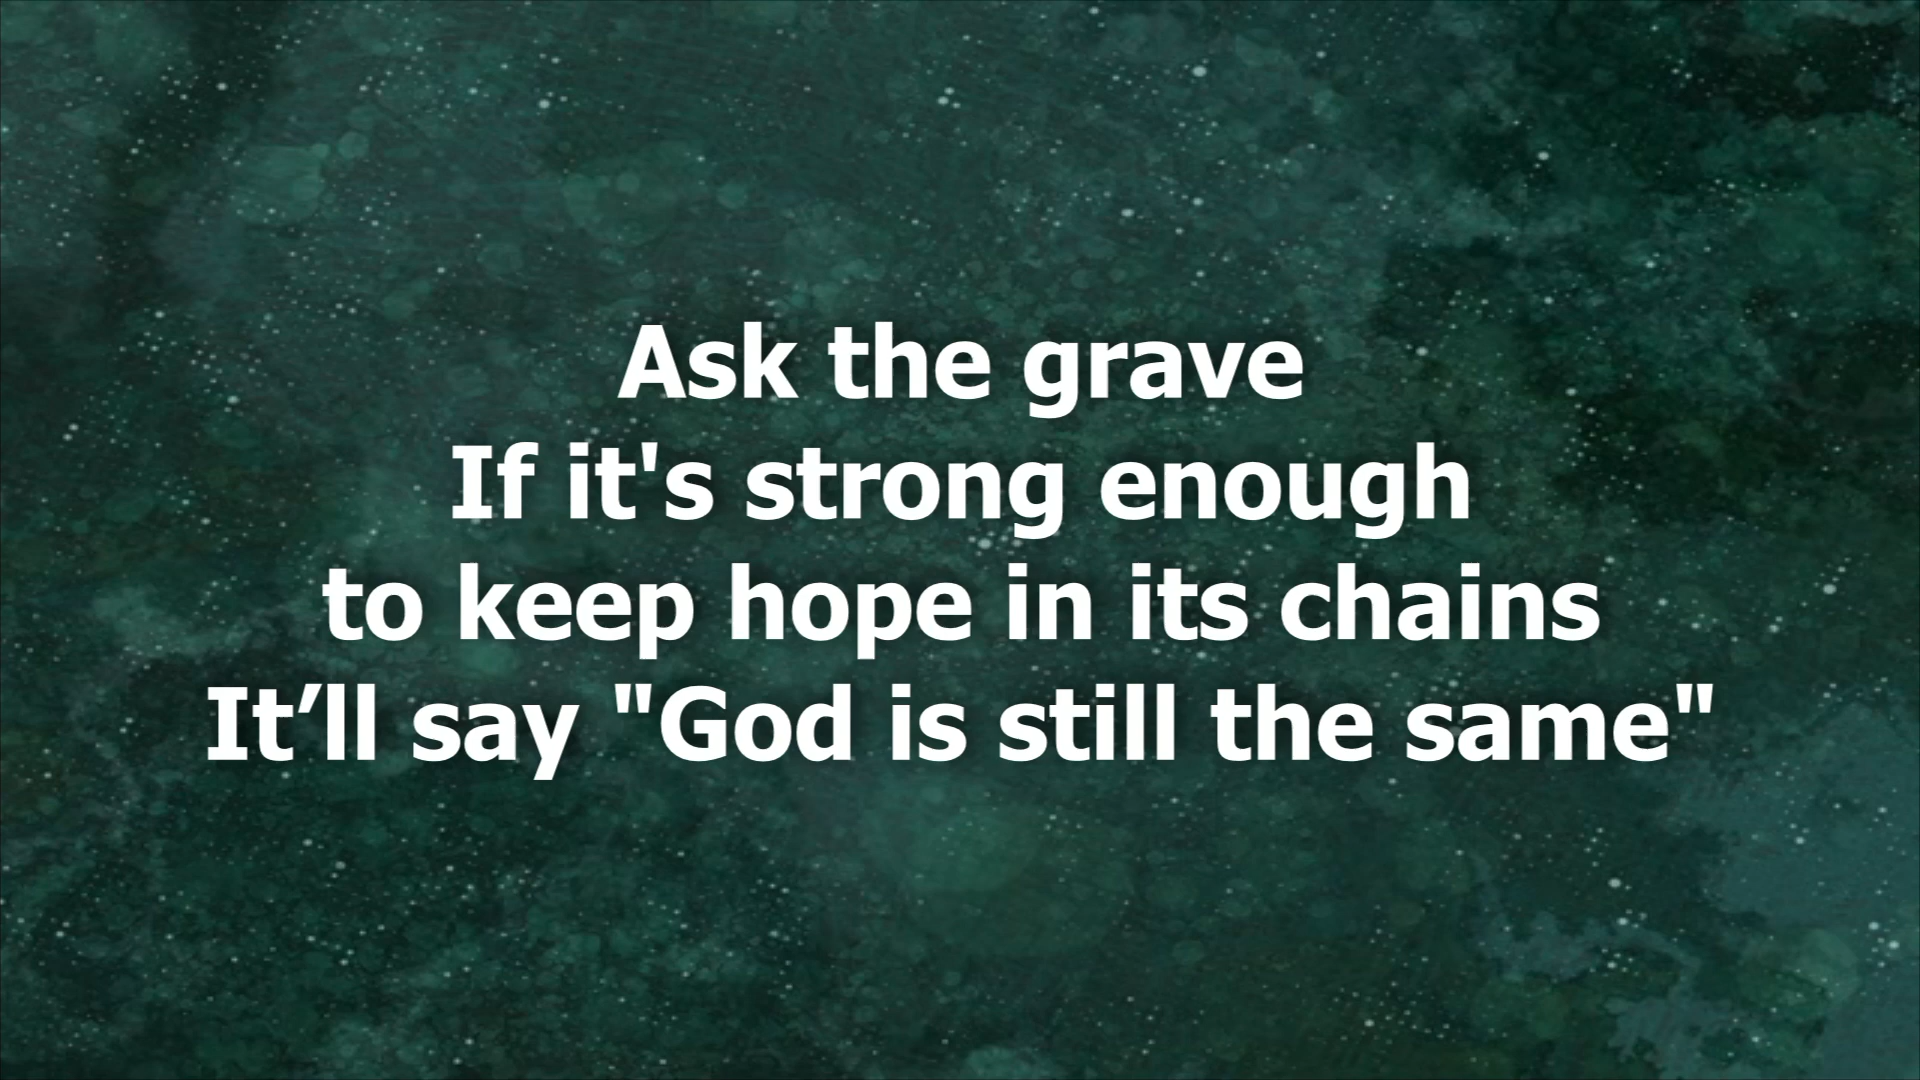 Ask the grave
If it's strong enough
to keep hope in its chains
It’ll say "God is still the same"